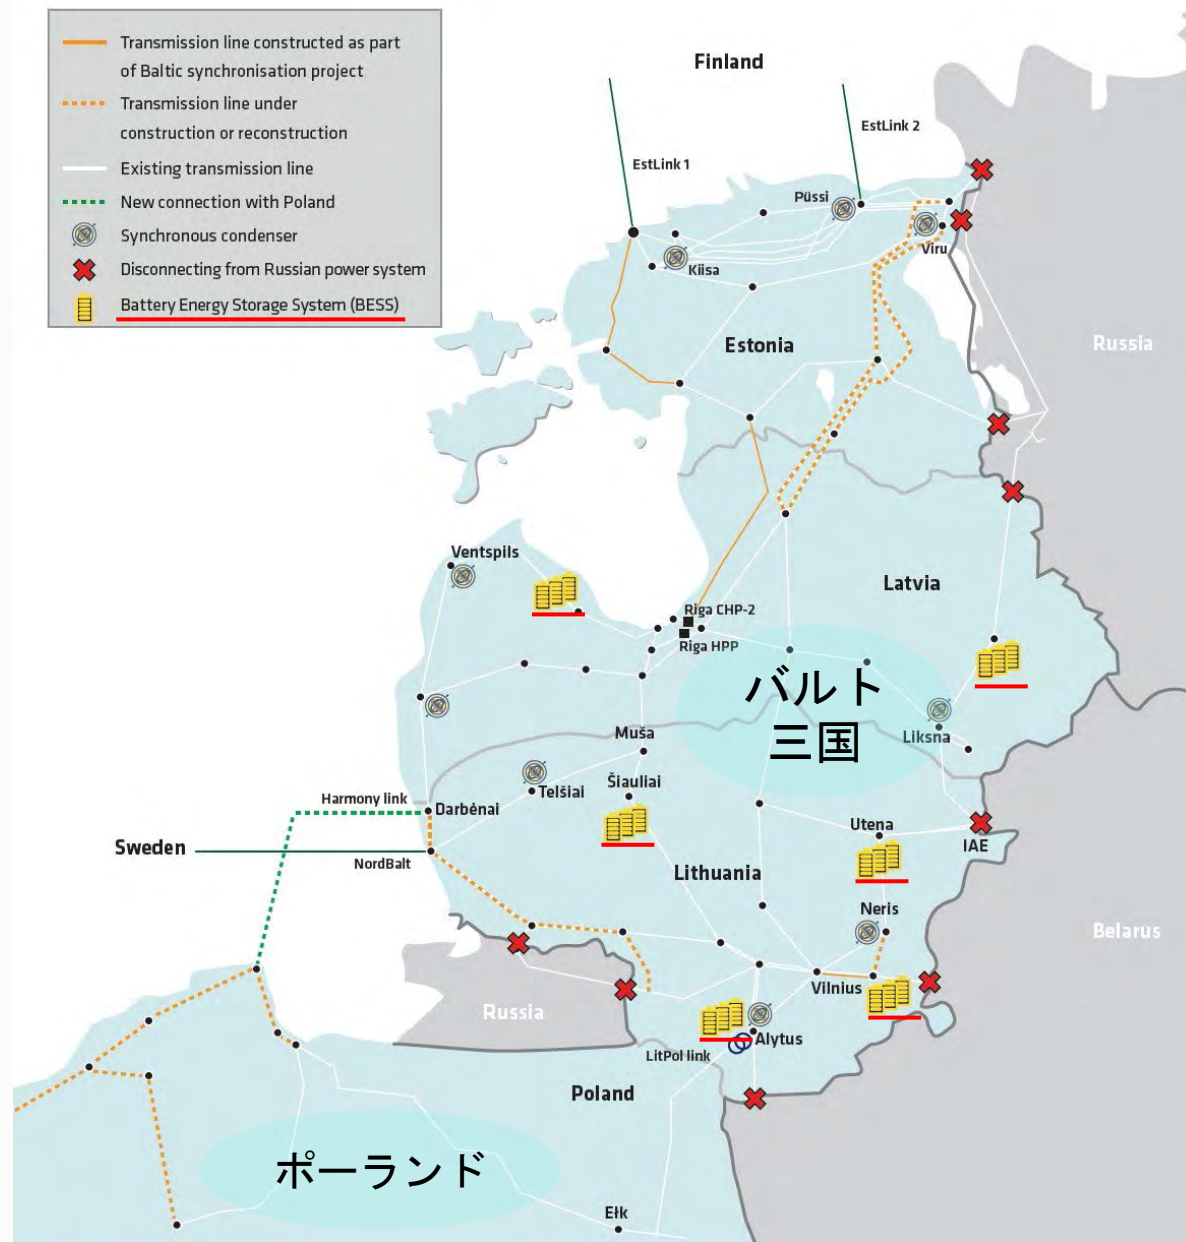 Transmission line constructed as part
of Baltic synchronisation project
Transmission line under
construction or reconstruction
Existing transmission line
New connection with Poland
Synchronous condenser
Disconnecting from Russian power system
Battery Energy Storage System (BESS)
Finland
EstLink 1
EstLink 2
Püssi
Viru
Kiisa
Estonia
Russia
Ventspils
Latvia
Riga CHP-2
Riga HPP
バルト
三国
Liksna
Muša
Telšiai
Šiauliai
Harmony link
Darbėnai
Sweden
NordBalt
Utena
IAE
Lithuania
Neris
Belarus
Vilnius
Russia
Alytus
LitPol link
Poland
ポーランド
Ełk